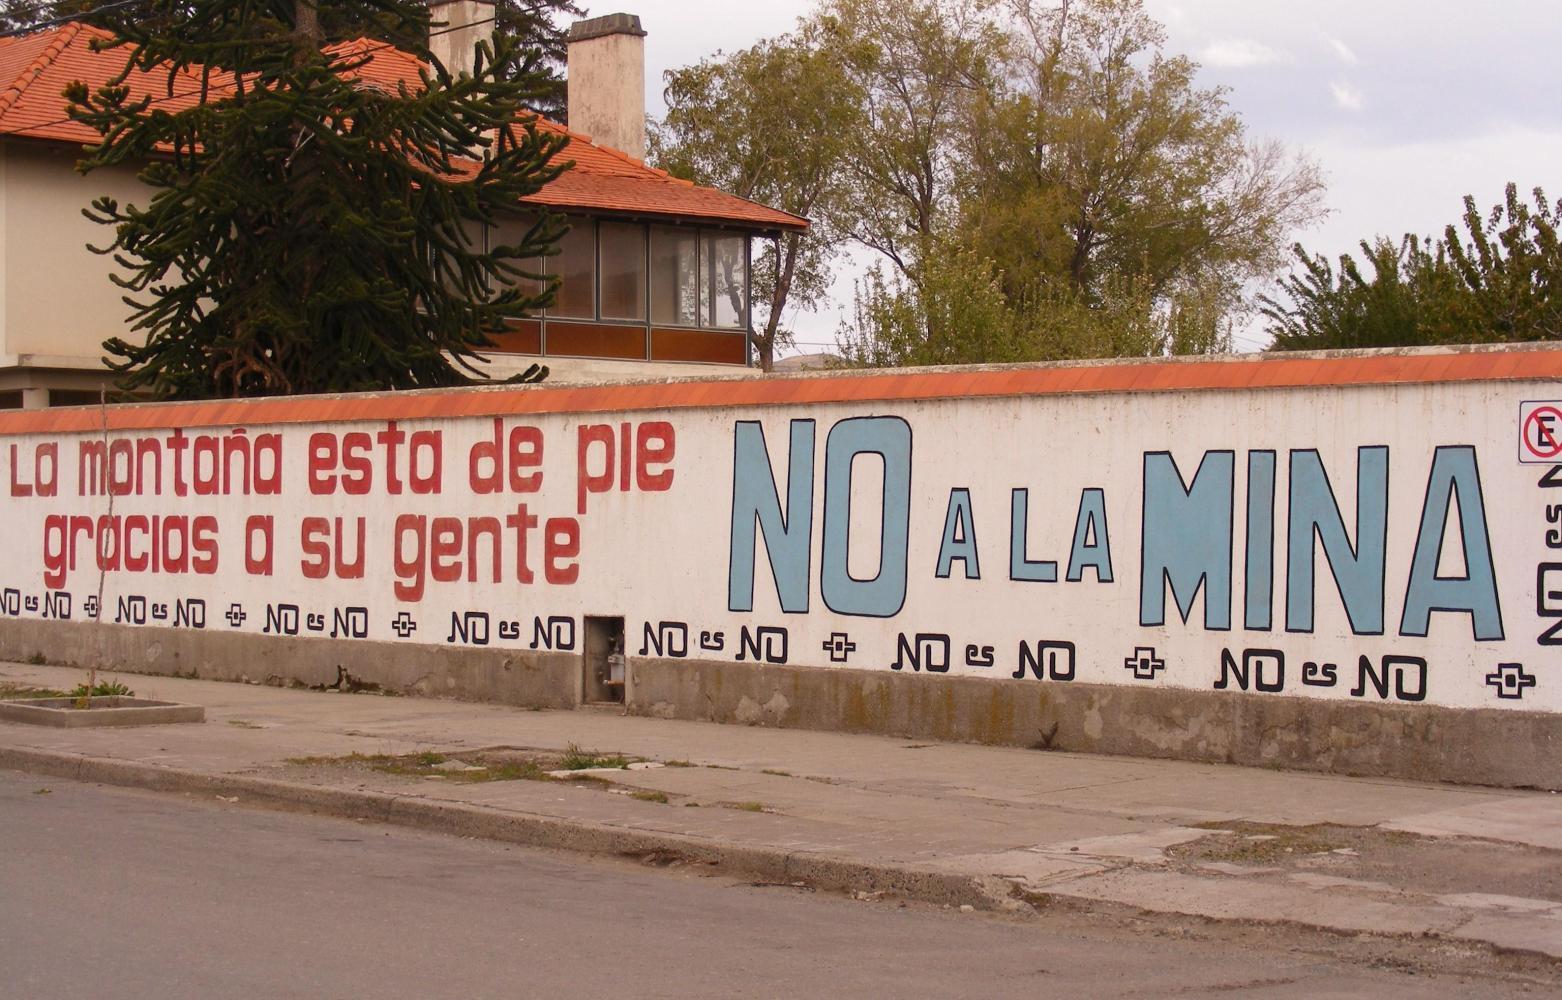 La montaña esta de pie
gracias a su gente
NO A LA MINA
NO es NO NO es NO NO es NO NO es NO NO es NO NO es NO NO es NO
E
NO es N